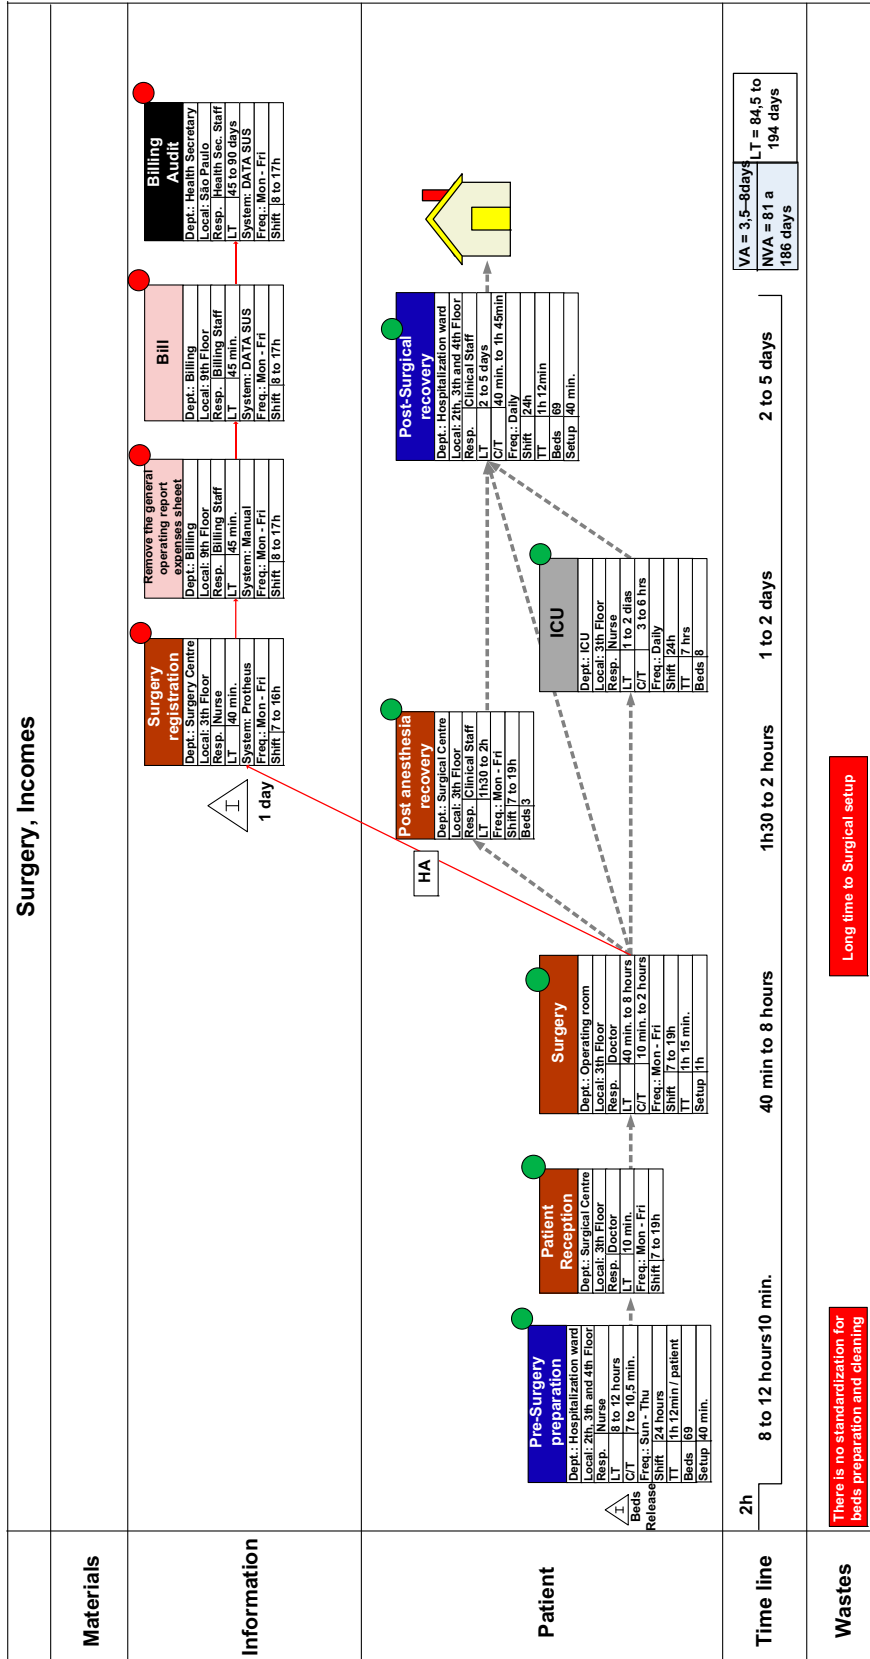 Surgery, Incomes
Materials
Information
1 day
Surgery
registration
Dept.: Surgery Centre
Local: 3th Floor
Resp. Nurse
LT 40 min.
System: Protheus
Freq.: Mon - Fri
Shift 7 to 16h
Remove the general
operating report
expenses sheeet
Dept.: Billing
Local: 9th Floor
Resp. Billing Staff
LT 45 min.
System: Manual
Freq.: Mon - Fri
Shift 8 to 17h
Bill
Dept.: Billing
Local: 9th Floor
Resp. Billing Staff
LT 45 min.
System: DATA SUS
Freq.: Mon - Fri
Shift 8 to 17h
Billing
Audit
Dept.: Health Secretary
Local: São Paulo
Resp. Health Sec. Staff
LT 45 to 90 days
System: DATA SUS
Freq.: Mon - Fri
Shift 8 to 17h
Patient
I
Beds
Release
Pre-Surgery
preparation
Dept.: Hospitalization ward
Local: 2th, 3th and 4th Floor
Resp. Nurse
LT 8 to 12 hours
C/T 7 to 10,5 min.
Freq.: Sun - Thu
Shift 24 hours
TT 1h 12min / patient
Beds 69
Setup 40 min.
Patient
Reception
Dept.: Surgical Centre
Local: 3th Floor
Resp. Doctor
LT 10 min.
Freq.: Mon - Fri
Shift 7 to 19h
Surgery
Dept.: Operating room
Local: 3th Floor
Resp. Doctor
LT 40 min. to 8 hours
C/T 10 min. to 2 hours
Freq.: Mon - Fri
Shift 7 to 19h
TT 1h 15 min.
Setup 1h
HA
I
Post anesthesia
recovery
Dept.: Surgical Centre
Local: 3th Floor
Resp. Clinical Staff
LT 1h30 to 2h
Freq.: Mon - Fri
Shift 7 to 19h
Beds 3
ICU
Dept.: ICU
Local: 3th Floor
Resp. Nurse
LT 1 to 2 dias
C/T 3 to 6 hrs
Freq.: Daily
Shift 24h
TT 7 hrs
Beds 8
Post-Surgical
recovery
Dept.: Hospitalization ward
Local: 2th, 3th and 4th Floor
Resp. Clinical Staff
LT 2 to 5 days
C/T 40 min. to 1h 45min
Freq.: Daily
Shift 24h
TT 1h 12min
Beds 69
Setup 40 min.
Time line
2h
8 to 12 hours
10 min.
40 min to 8 hours
1h30 to 2 hours
1 to 2 days
2 to 5 days
VA = 3,5–8days
NVA = 81 a
186 days
LT = 84,5 to
194 days
Wastes
There is no standardization for
beds preparation and cleaning
Long time to Surgical setup